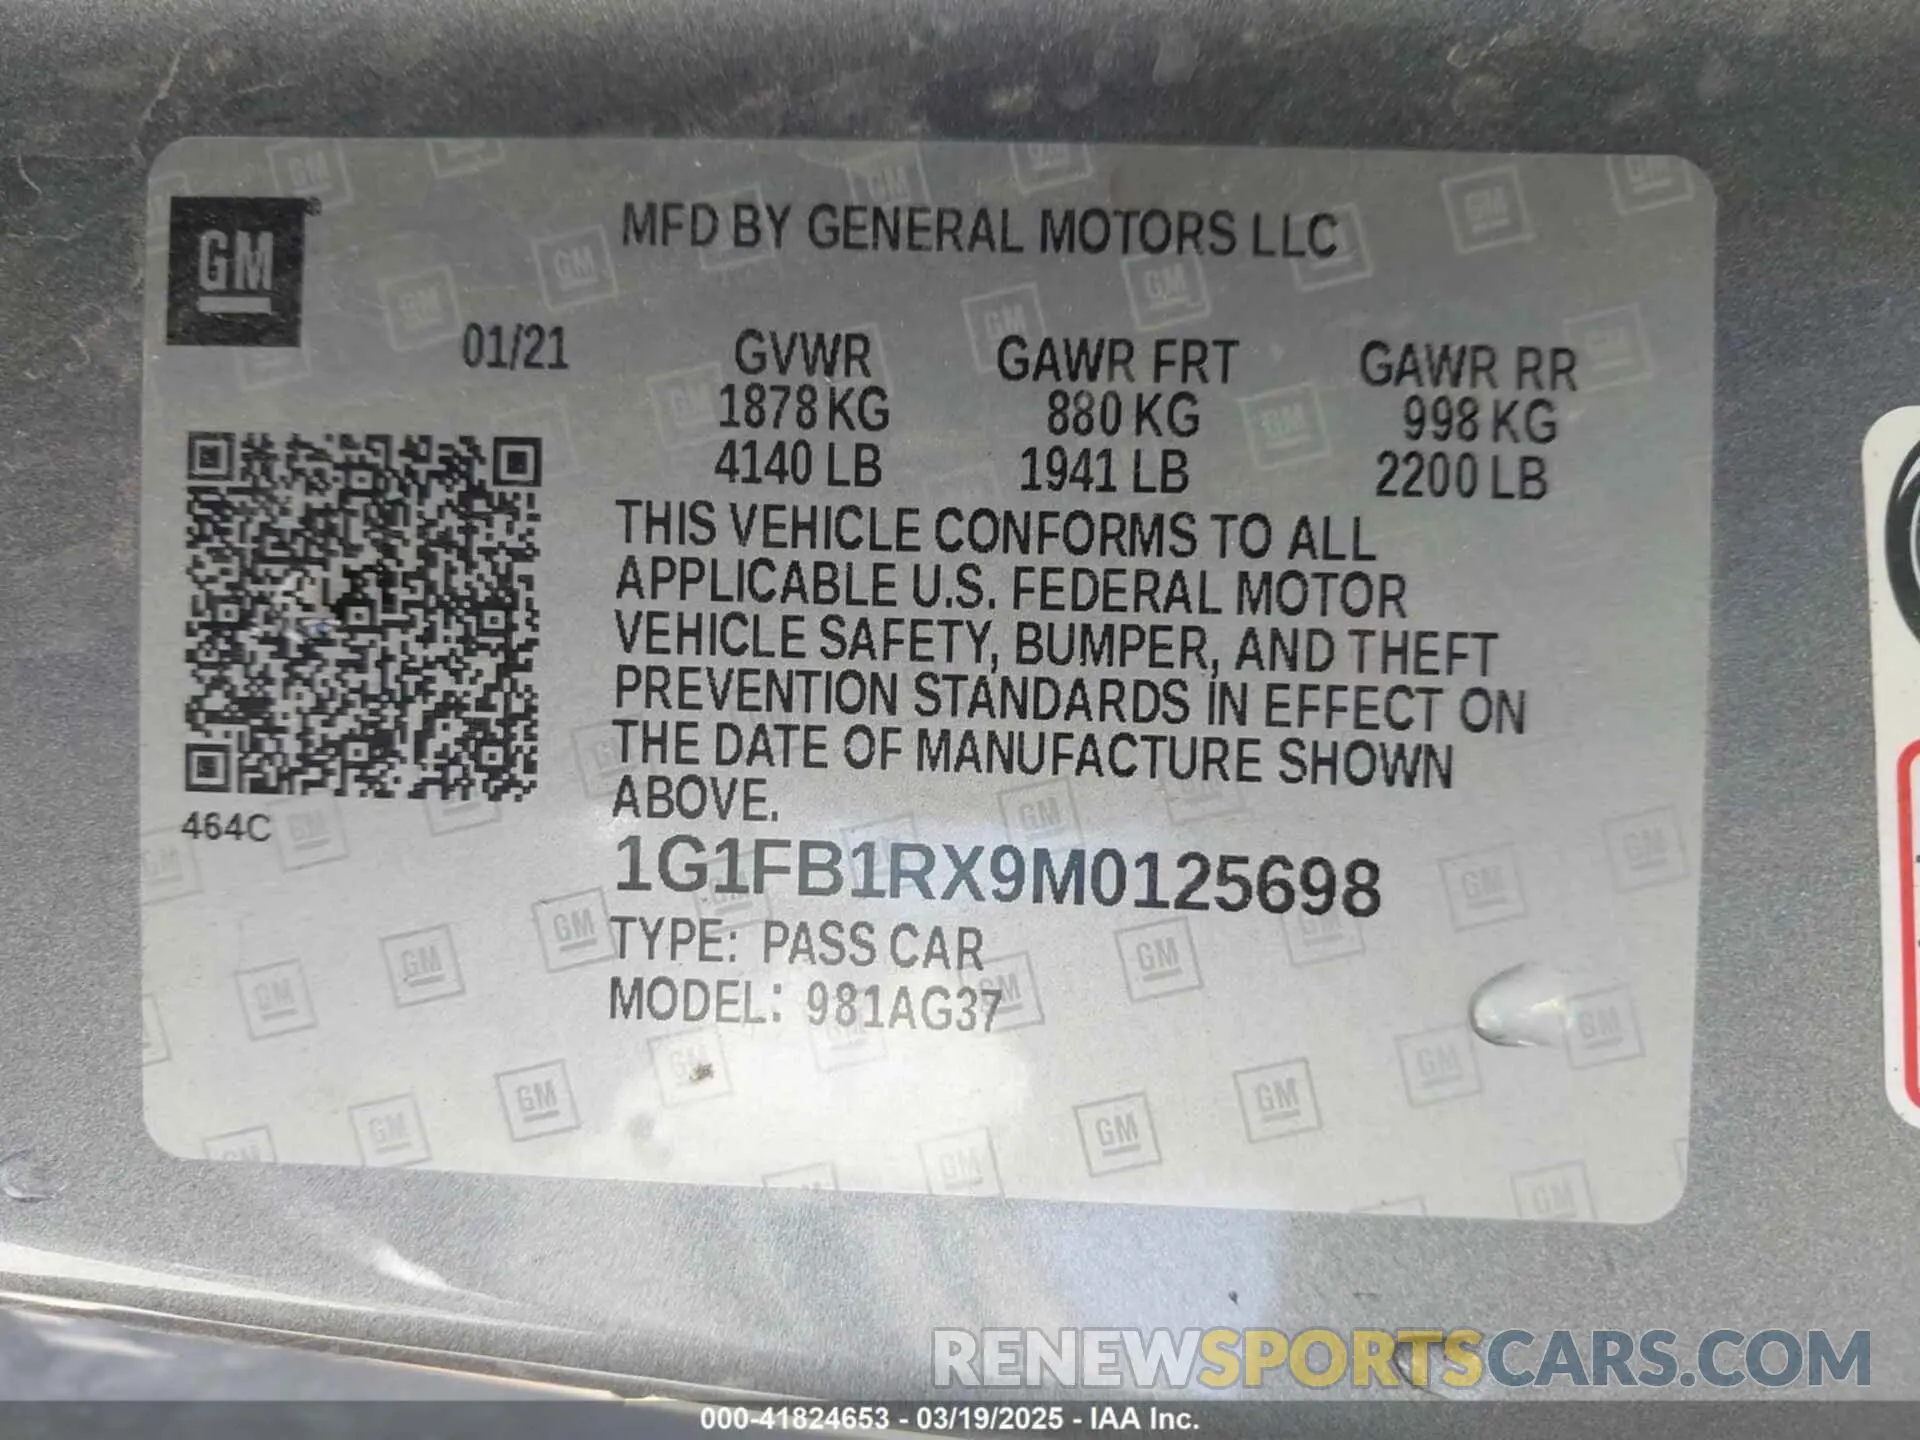 GM
MFD BY GENERAL MOTORS LLC
01/21 GVWR GAWR FRT GAWR RR
1878 KG 880 KG 998 KG
4140 LB 1941 LB 2200 LB
THIS VEHICLE CONFORMS TO ALL
APPLICABLE U.S. FEDERAL MOTOR
VEHICLE SAFETY, BUMPER, AND THEFT
PREVENTION STANDARDS IN EFFECT ON
THE DATE OF MANUFACTURE SHOWN
ABOVE.
464C
1G1FB1RX9M0125698
TYPE: PASS CAR
MODEL: 981AG37
RENEWSPORTSCARS.COM
000-41824653 - 03/19/2025 - IAA Inc.